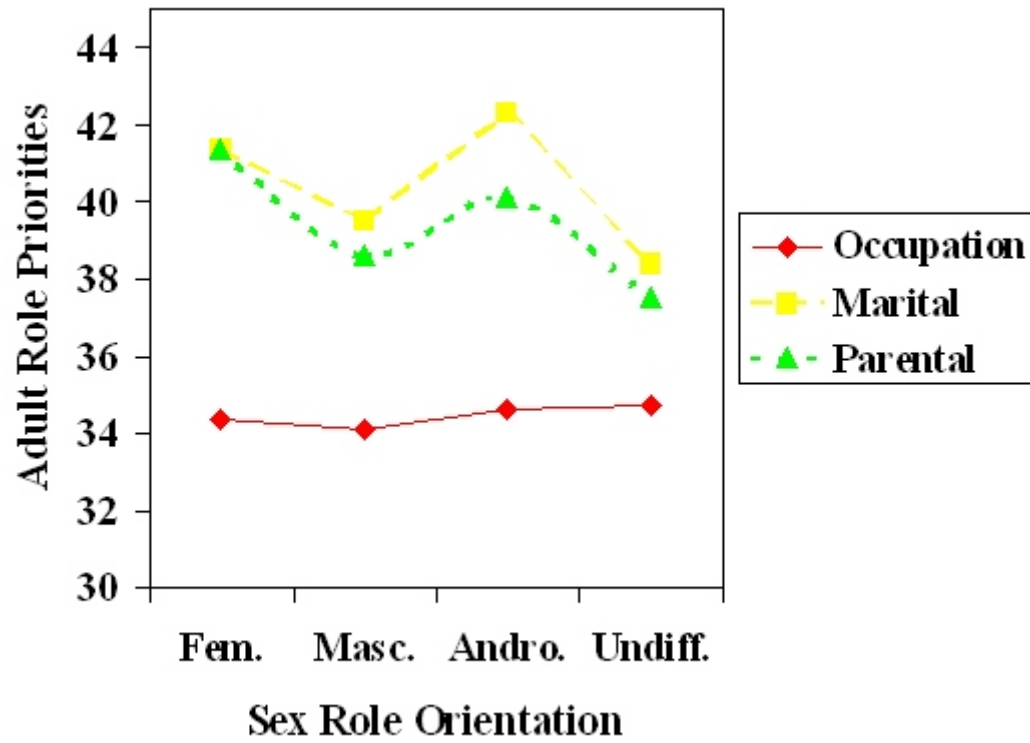 Adult Role Priorities
44
42
40
38
36
34
32
30
Fem. Masc. Andro. Undiff.
Sex Role Orientation
Occupation
Marital
Parental